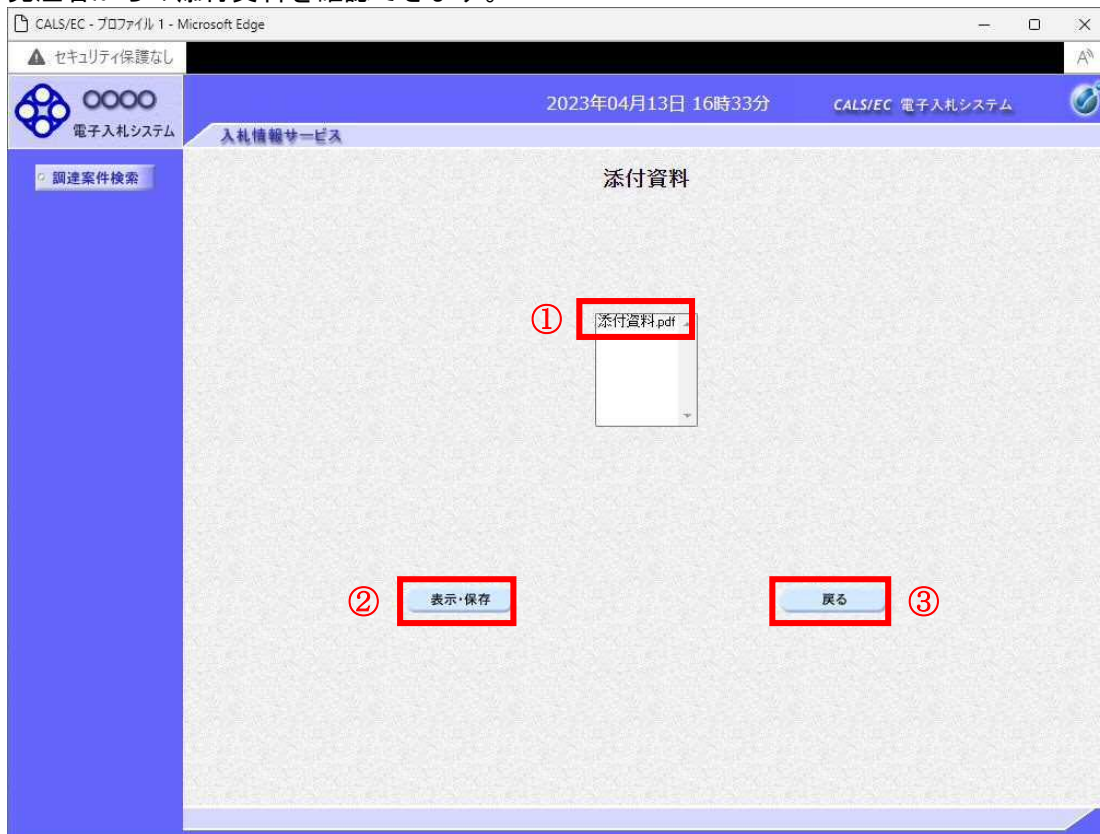 CALS/EC - プロファイル 1 - Microsoft Edge
セキュリティ保護なし
OOOO
電子入札システム
2023年04月13日 16時33分
CALS/EC 電子入札システム
入札情報サービス
調達案件検索
添付資料
① 添付資料.pdf
② 表示・保存
戻る ③